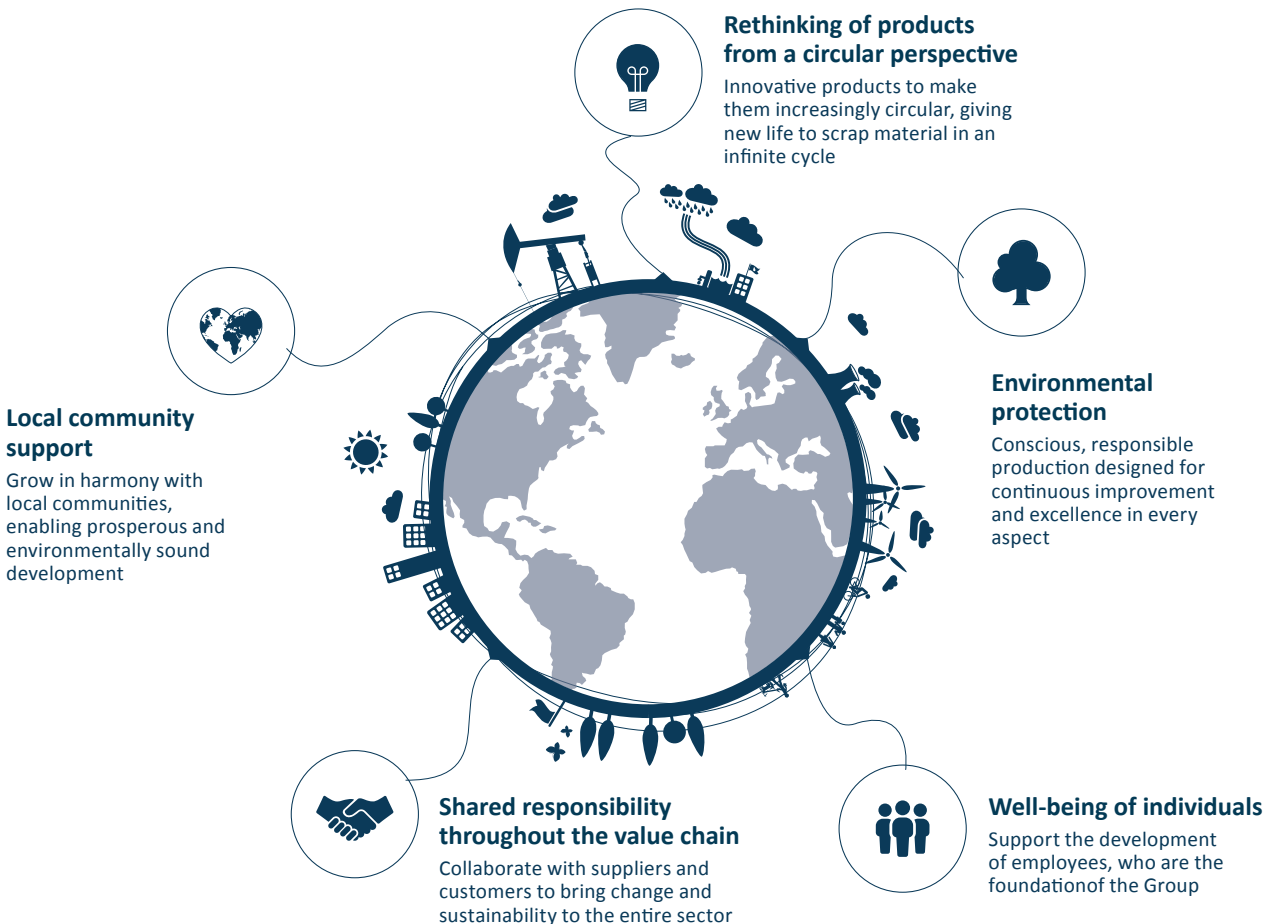 Rethinking of products
from a circular perspective
Innovative products to make
them increasingly circular, giving
new life to scrap material in an
infinite cycle
Environmental
protection
Conscious, responsible
production designed for
continuous improvement
and excellence in every
aspect
Local community
support
Grow in harmony with
local communities,
enabling prosperous and
environmentally sound
development
Shared responsibility
throughout the value chain
Collaborate with suppliers and
customers to bring change and
sustainability to the entire sector
Well-being of individuals
Support the development
of employees, who are the
foundationof the Group